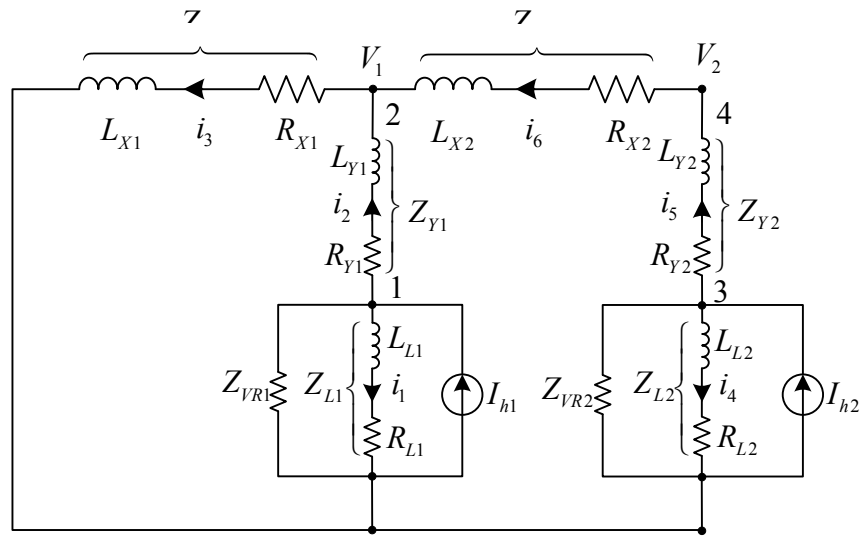 Z Z
V1 V2
2 4
LX1 i3 RX1 LX2 i6 RX2
LY1 LY2
i2 ZY1 i5 ZY2
RY1 RY2
1 3
LL1 LL2
ZVR1 ZL1 i1 Ih1 ZVR2 ZL2 i4 Ih2
RL1 RL2